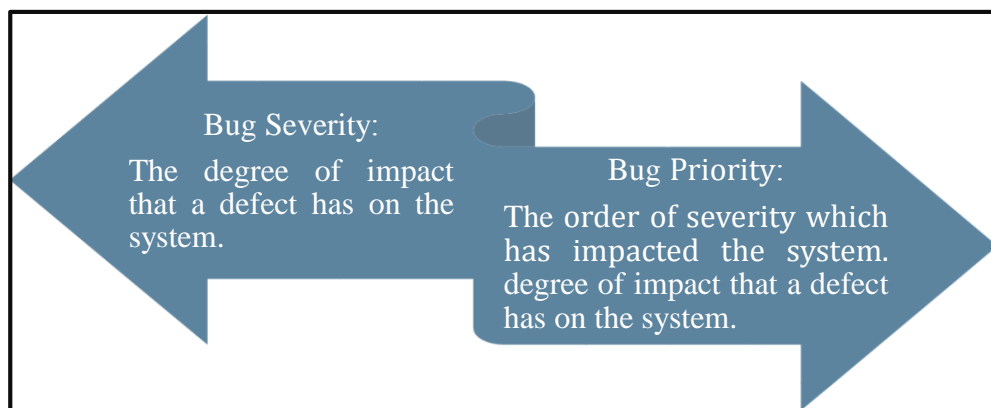 Bug Severity:
The degree of impact
that a defect has on the
system.
Bug Priority:
The order of severity which
has impacted the system.
degree of impact that a defect
has on the system.